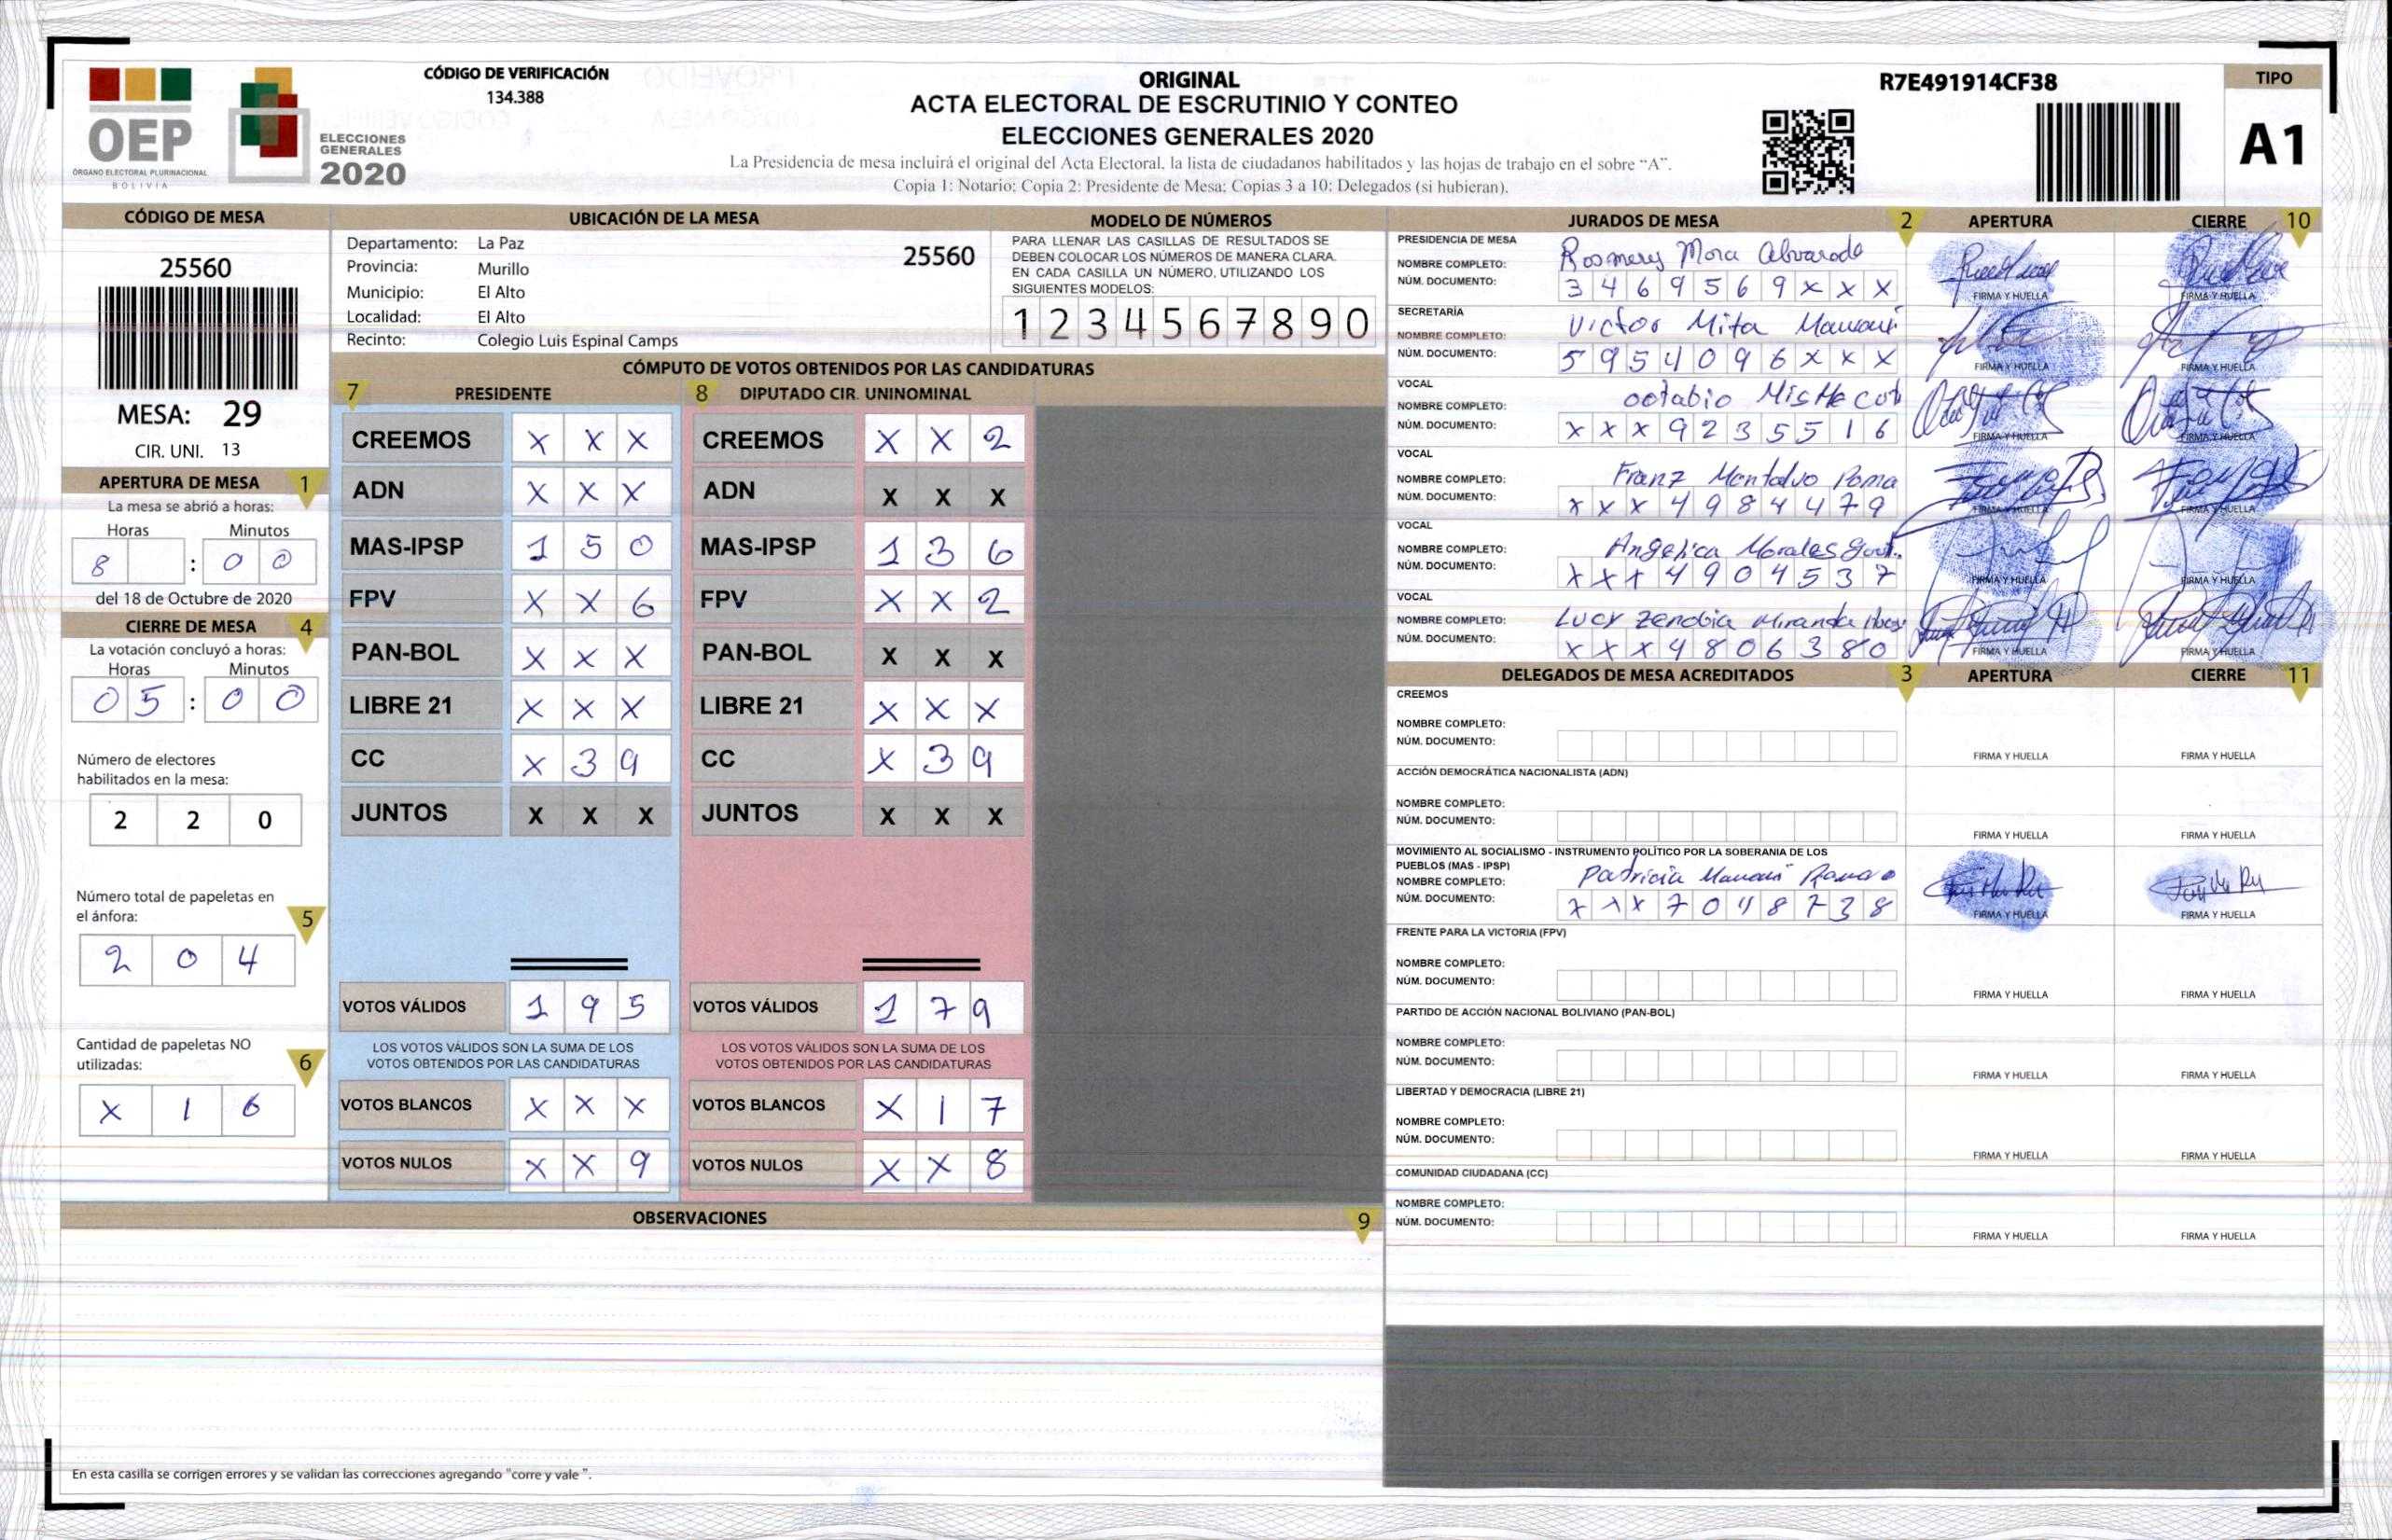 OEP
ÓRGANO ELECTORAL PLURINACIONAL
BOLIVIA
ELECCIONES
GENERALES
2020
CÓDIGO DE VERIFICACIÓN
134.388
ORIGINAL
ACTA ELECTORAL DE ESCRUTINIO Y CONTEO
ELECCIONES GENERALES 2020
La Presidencia de mesa incluirá el original del Acta Electoral, la lista de ciudadanos habilitados y las hojas de trabajo en el sobre “A”.
Copia 1: Notario; Copia 2: Presidente de Mesa; Copias 3 a 10: Delegados (si hubieran).
R7E491914CF38
TIPO
A1
CÓDIGO DE MESA
25560
MESA: 29
CIR. UNI. 13
APERTURA DE MESA 1
La mesa se abrió a horas:
Horas Minutos
8 : 0 0
del 18 de Octubre de 2020
CIERRE DE MESA 4
La votación concluyó a horas:
Horas Minutos
0 5 : 0 0
Número de electores
habilitados en la mesa:
2 2 0
Número total de papeletas en
el ánfora: 5
2 0 4
Cantidad de papeletas NO
utilizadas: 6
X 1 6
UBICACIÓN DE LA MESA
Departamento: La Paz 25560
Provincia: Murillo
Municipio: El Alto
Localidad: El Alto
Recinto: Colegio Luis Espinal Camps
MODELO DE NÚMEROS
PARA LLENAR LAS CASILLAS DE RESULTADOS SE
DEBEN COLOCAR LOS NÚMEROS DE MANERA CLARA.
EN CADA CASILLA UN NÚMERO, UTILIZANDO LOS
SIGUIENTES MODELOS:
1 2 3 4 5 6 7 8 9 0
CÓMPUTO DE VOTOS OBTENIDOS POR LAS CANDIDATURAS
7 PRESIDENTE 8 DIPUTADO CIR. UNINOMINAL
CREEMOS X X X CREEMOS X X 2
ADN X X X ADN X X X
MAS-IPSP 1 5 0 MAS-IPSP 1 3 6
FPV X X 6 FPV X X 2
PAN-BOL X X X PAN-BOL X X X
LIBRE 21 X X X LIBRE 21 X X X
CC X 3 9 CC X 3 9
JUNTOS X X X JUNTOS X X X
VOTOS VÁLIDOS 1 9 5 VOTOS VÁLIDOS 1 7 9
LOS VOTOS VÁLIDOS SON LA SUMA DE LOS LOS VOTOS VÁLIDOS SON LA SUMA DE LOS
VOTOS OBTENIDOS POR LAS CANDIDATURAS VOTOS OBTENIDOS POR LAS CANDIDATURAS
VOTOS BLANCOS X X X VOTOS BLANCOS X 1 7
VOTOS NULOS X X 9 VOTOS NULOS X X 8
OBSERVACIONES 9
En esta casilla se corrigen errores y se validan las correcciones agregando "corre y vale ".
JURADOS DE MESA 2 APERTURA CIERRE 10
PRESIDENCIA DE MESA
NOMBRE COMPLETO: Rosmery Mora Alvarado
NÚM. DOCUMENTO: 3 4 6 9 5 6 9 X X X FIRMA Y HUELLA FIRMA Y HUELLA
SECRETARÍA
NOMBRE COMPLETO: Victor Mita Mamani
NÚM. DOCUMENTO: 5 9 5 4 0 9 6 X X X FIRMA Y HUELLA FIRMA Y HUELLA
VOCAL
NOMBRE COMPLETO: octabio
NÚM. DOCUMENTO: X X X 9 2 3 5 5 1 6 FIRMA Y HUELLA FIRMA Y HUELLA
VOCAL
NOMBRE COMPLETO: Franz Montalvo Poma
NÚM. DOCUMENTO: X X X 4 9 8 4 4 7 9 FIRMA Y HUELLA FIRMA Y HUELLA
VOCAL
NOMBRE COMPLETO: Angelica Morales
NÚM. DOCUMENTO: X X X 4 9 0 4 5 3 7 FIRMA Y HUELLA FIRMA Y HUELLA
VOCAL
NOMBRE COMPLETO: Lucy Zenobia Miranda
NÚM. DOCUMENTO: X X X 4 8 0 6 3 8 0 FIRMA Y HUELLA FIRMA Y HUELLA
DELEGADOS DE MESA ACREDITADOS 3 APERTURA CIERRE 11
CREEMOS
NOMBRE COMPLETO:
NÚM. DOCUMENTO: FIRMA Y HUELLA FIRMA Y HUELLA
ACCIÓN DEMOCRÁTICA NACIONALISTA (ADN)
NOMBRE COMPLETO:
NÚM. DOCUMENTO: FIRMA Y HUELLA FIRMA Y HUELLA
MOVIMIENTO AL SOCIALISMO - INSTRUMENTO POLÍTICO POR LA SOBERANIA DE LOS
PUEBLOS (MAS - IPSP)
NOMBRE COMPLETO: Patricia Mamani
NÚM. DOCUMENTO: X X X 7 0 4 8 7 3 8 FIRMA Y HUELLA FIRMA Y HUELLA
FRENTE PARA LA VICTORIA (FPV)
NOMBRE COMPLETO:
NÚM. DOCUMENTO: FIRMA Y HUELLA FIRMA Y HUELLA
PARTIDO DE ACCIÓN NACIONAL BOLIVIANO (PAN-BOL)
NOMBRE COMPLETO:
NÚM. DOCUMENTO: FIRMA Y HUELLA FIRMA Y HUELLA
LIBERTAD Y DEMOCRACIA (LIBRE 21)
NOMBRE COMPLETO:
NÚM. DOCUMENTO: FIRMA Y HUELLA FIRMA Y HUELLA
COMUNIDAD CIUDADANA (CC)
NOMBRE COMPLETO:
NÚM. DOCUMENTO: FIRMA Y HUELLA FIRMA Y HUELLA